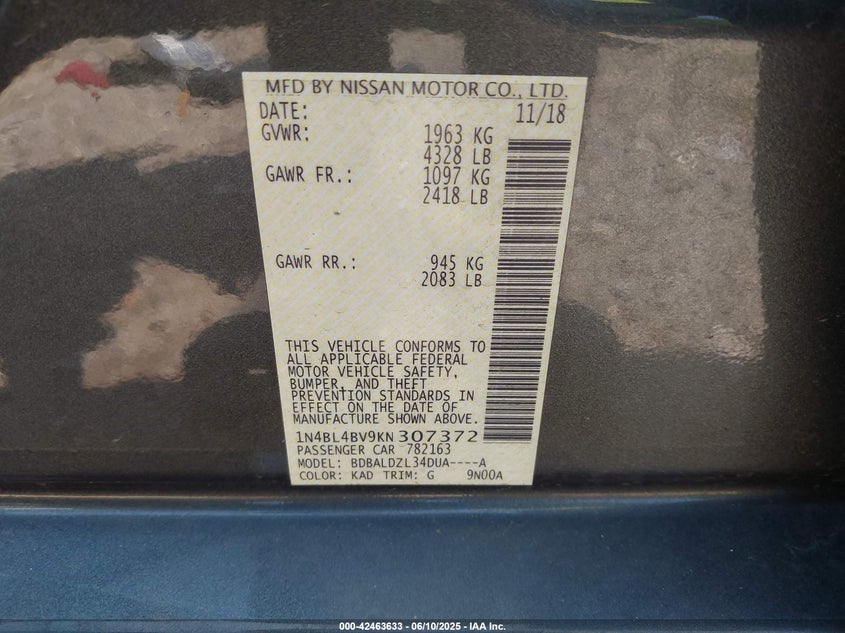 MFD BY NISSAN MOTOR CO., LTD.
DATE: 11/18
GVWR: 1963 KG
4328 LB
GAWR FR.: 1097 KG
2418 LB
GAWR RR.: 945 KG
2083 LB
THIS VEHICLE CONFORMS TO
ALL APPLICABLE FEDERAL
MOTOR VEHICLE SAFETY,
BUMPER, AND THEFT
PREVENTION STANDARDS IN
EFFECT ON THE DATE OF
MANUFACTURE SHOWN ABOVE.
1N4BL4BV9KN307372
PASSENGER CAR 782163
MODEL: BDBALDZL34DUA----A
COLOR: KAD TRIM: G 9N00A
000-42463633 - 06/10/2025 - IAA Inc.